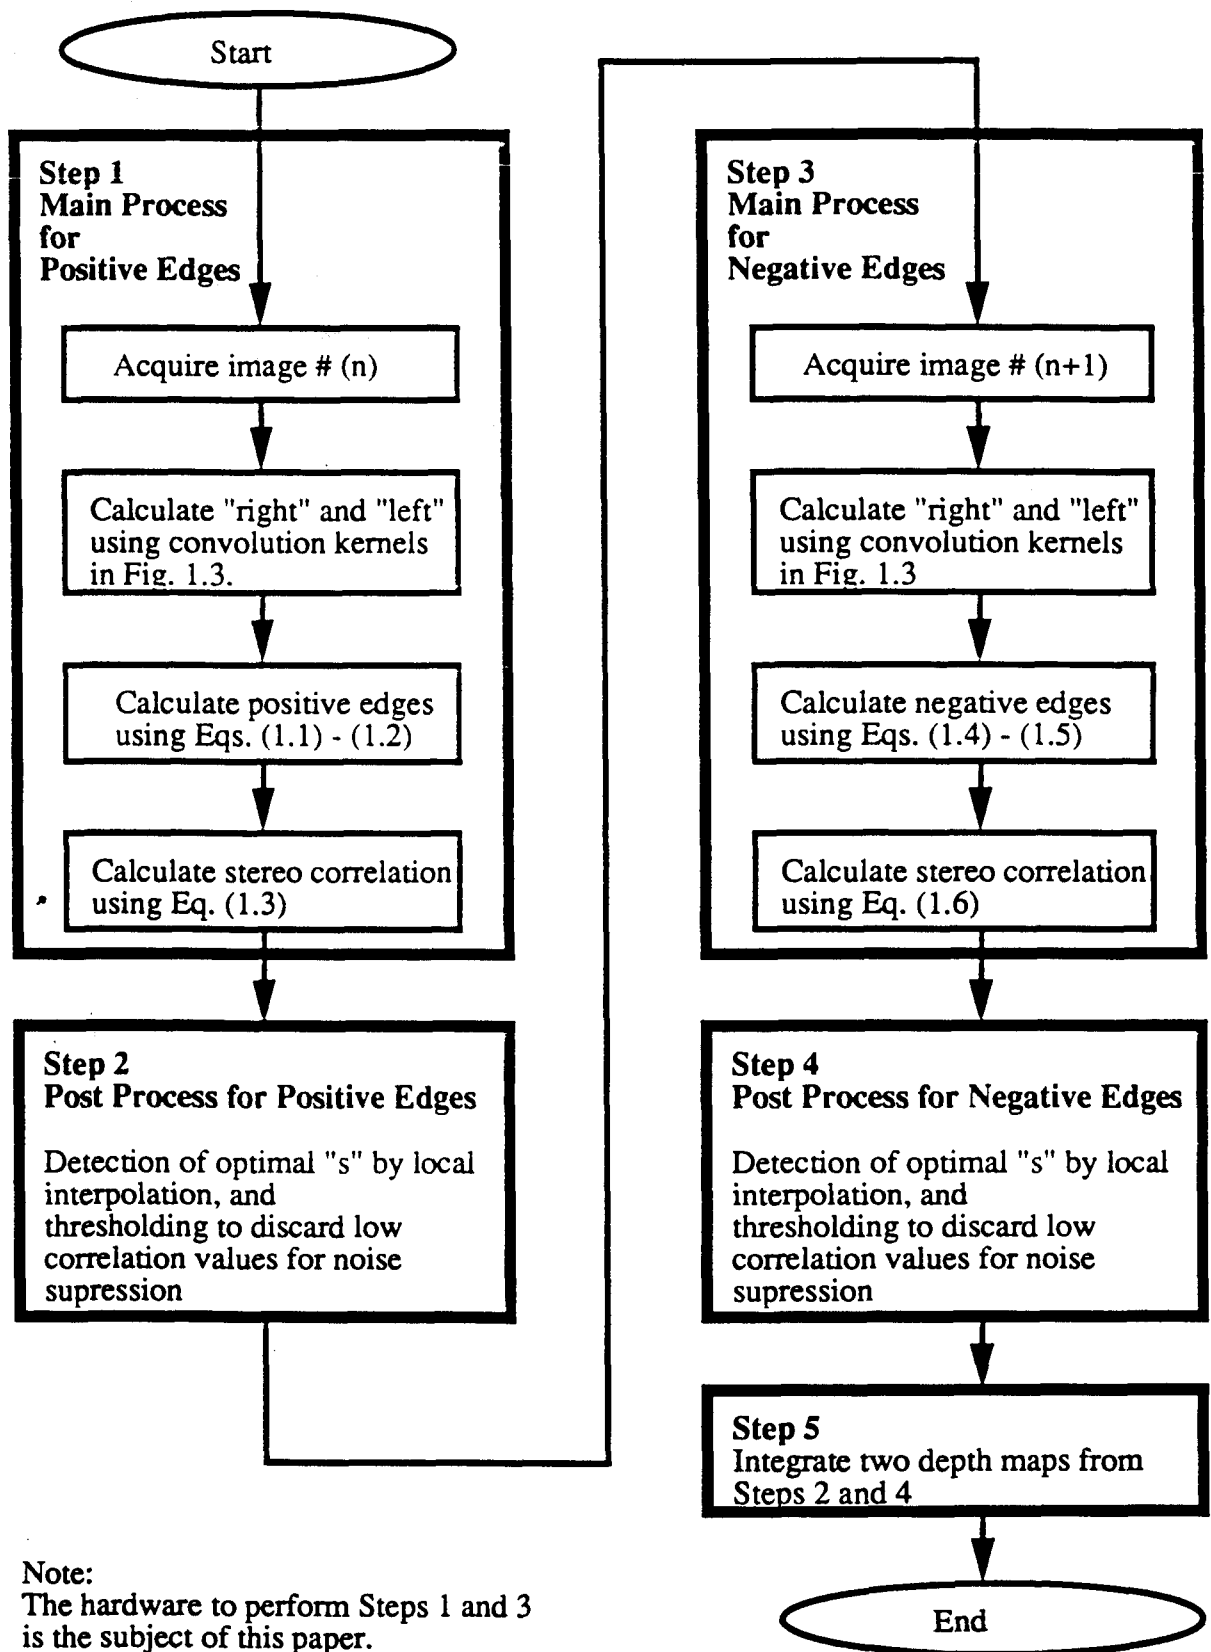 Start
Step 1
Main Process
for
Positive Edges
Acquire image # (n)
Calculate "right" and "left"
using convolution kernels
in Fig. 1.3.
Calculate positive edges
using Eqs. (1.1) - (1.2)
Calculate stereo correlation
using Eq. (1.3)
Step 2
Post Process for Positive Edges
Detection of optimal "s" by local
interpolation, and
thresholding to discard low
correlation values for noise
supression
Step 3
Main Process
for
Negative Edges
Acquire image # (n+1)
Calculate "right" and "left"
using convolution kernels
in Fig. 1.3
Calculate negative edges
using Eqs. (1.4) - (1.5)
Calculate stereo correlation
using Eq. (1.6)
Step 4
Post Process for Negative Edges
Detection of optimal "s" by local
interpolation, and
thresholding to discard low
correlation values for noise
supression
Step 5
Integrate two depth maps from
Steps 2 and 4
End
Note:
The hardware to perform Steps 1 and 3
is the subject of this paper.